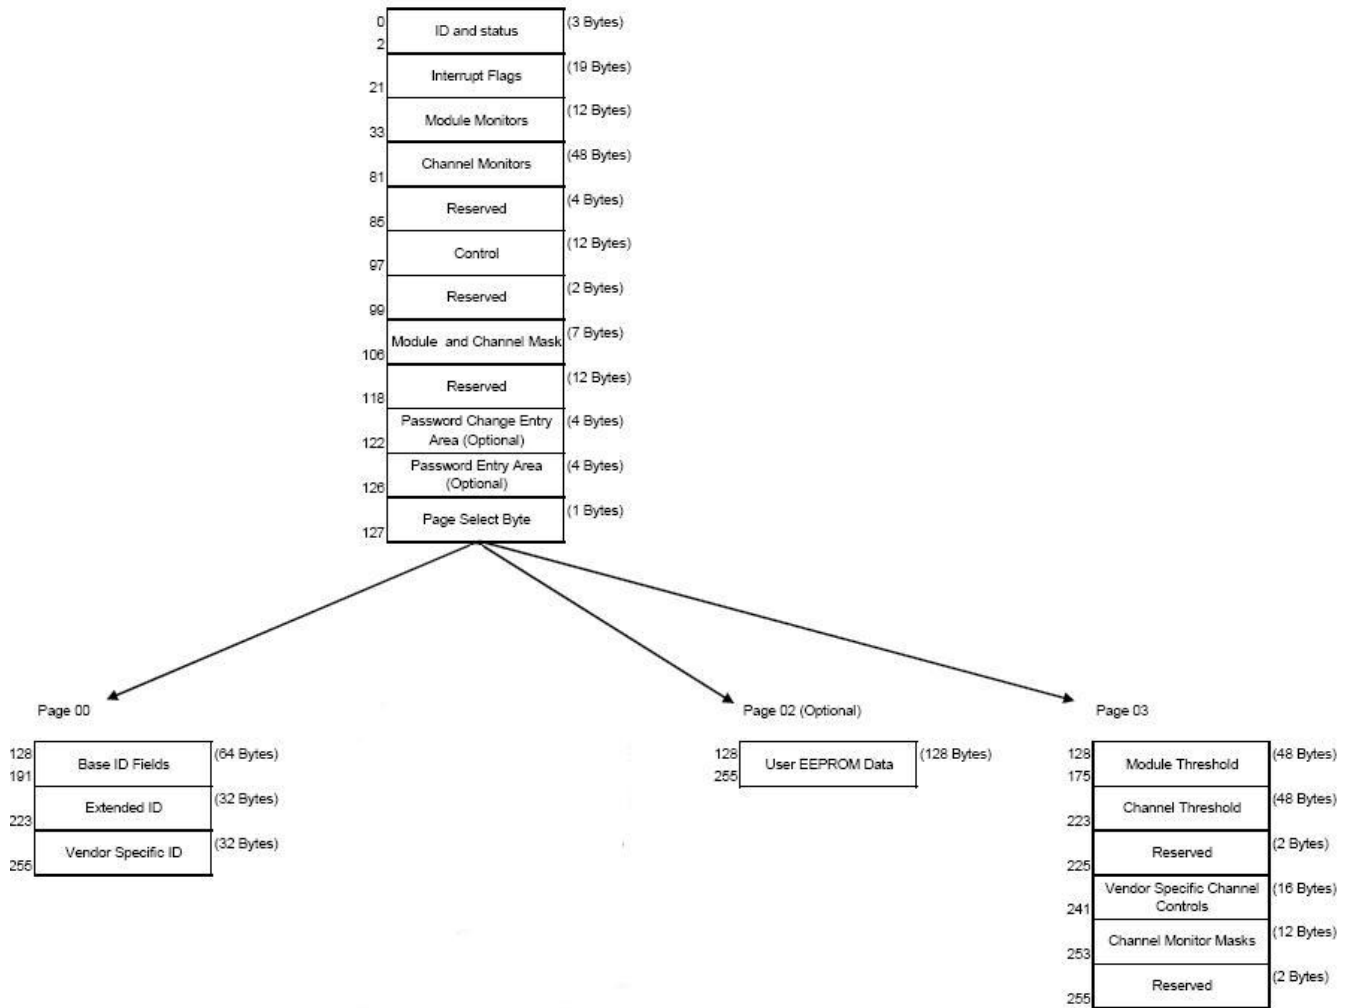 0
ID and status
(3 Bytes)
2
Interrupt Flags
(19 Bytes)
21
Module Monitors
(12 Bytes)
33
Channel Monitors
(48 Bytes)
81
Reserved
(4 Bytes)
85
Control
(12 Bytes)
97
Reserved
(2 Bytes)
99
Module and Channel Mask
(7 Bytes)
106
Reserved
(12 Bytes)
118
Password Change Entry
Area (Optional)
(4 Bytes)
122
Password Entry Area
(Optional)
(4 Bytes)
126
Page Select Byte
(1 Bytes)
127
Page 00
128
Base ID Fields
(64 Bytes)
191
Extended ID
(32 Bytes)
223
Vendor Specific ID
(32 Bytes)
255
Page 02 (Optional)
128
User EEPROM Data
(128 Bytes)
255
Page 03
128
Module Threshold
(48 Bytes)
175
Channel Threshold
(48 Bytes)
223
Reserved
(2 Bytes)
225
Vendor Specific Channel
Controls
(16 Bytes)
241
Channel Monitor Masks
(12 Bytes)
253
Reserved
(2 Bytes)
255